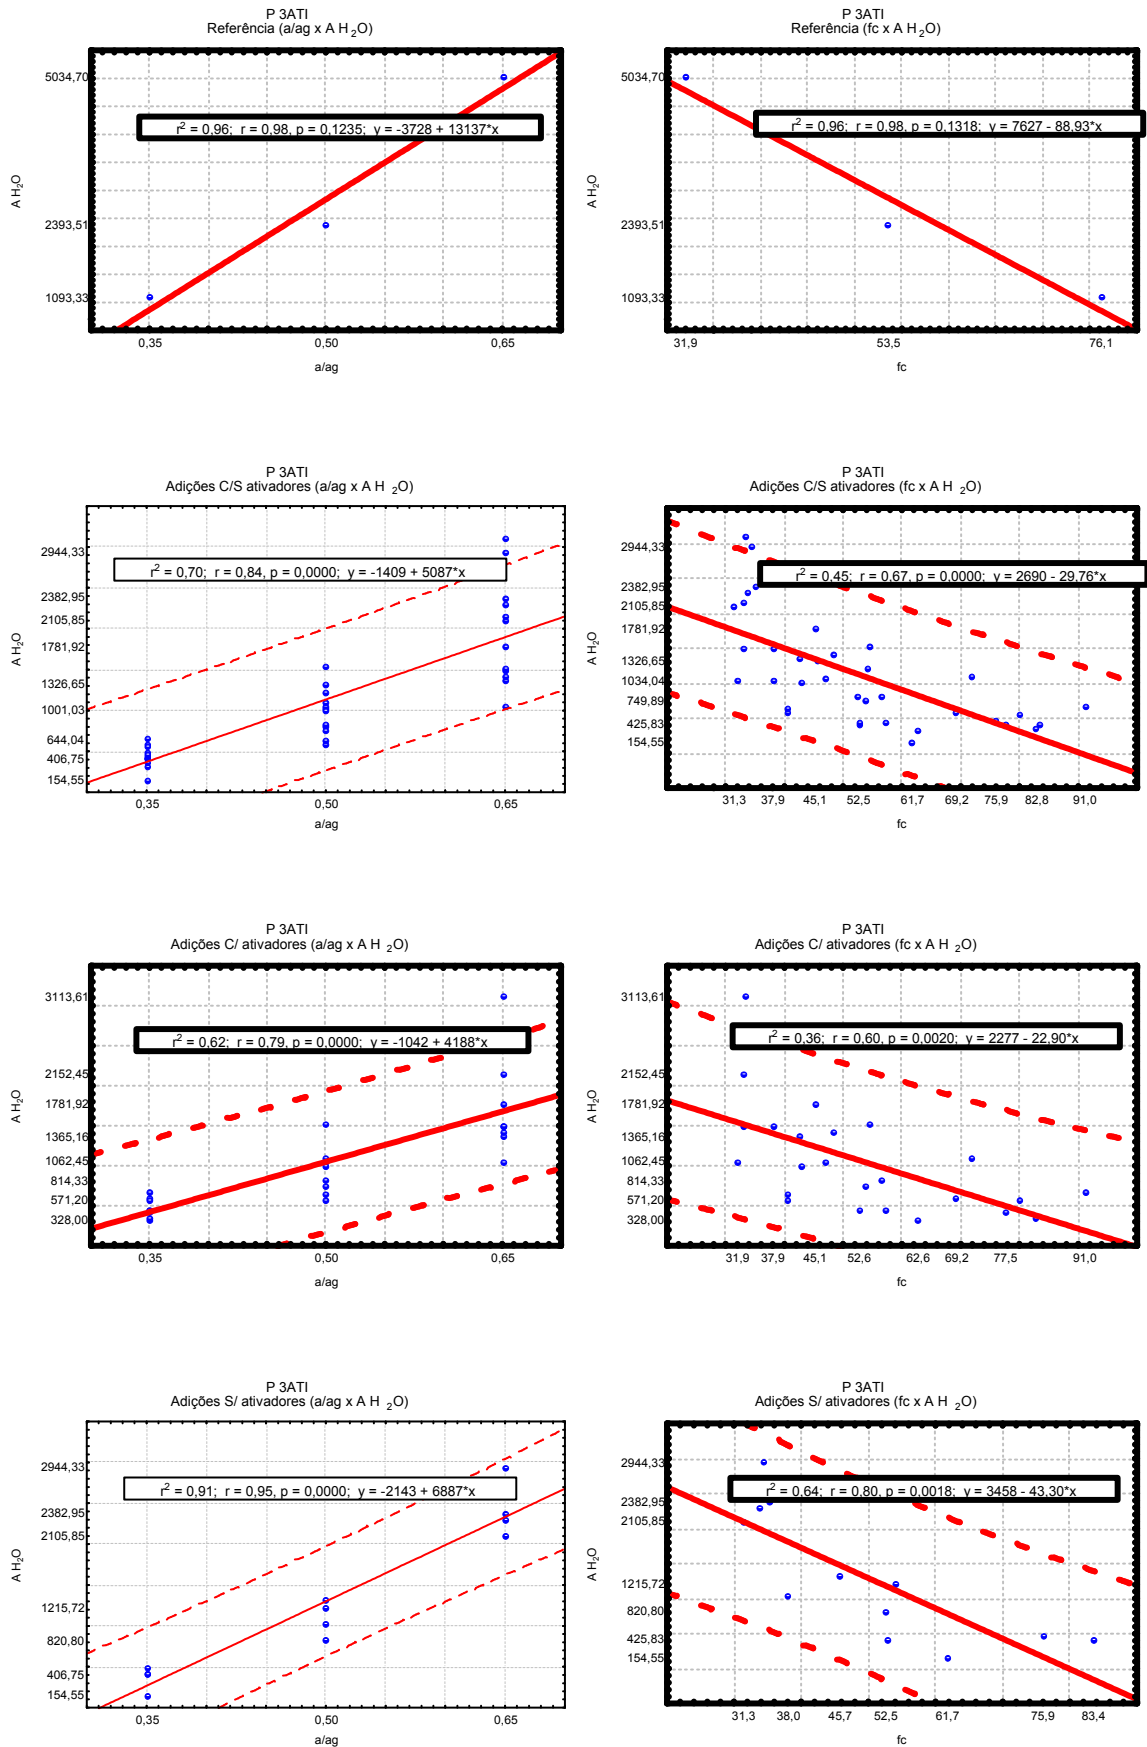 P 3ATI
Referência (a/ag x A H2O)
5034,70
r2 = 0,96; r = 0,98, p = 0,1235; y = -3728 + 13137*x
A H2O
2393,51
1093,33
0,35 0,50 0,65
a/ag
P 3ATI
Referência (fc x A H2O)
5034,70
r2 = 0,96; r = 0,98, p = 0,1318; y = 7627 - 88,93*x
A H2O
2393,51
1093,33
31,9 53,5 76,1
fc
P 3ATI
Adições C/S ativadores (a/ag x A H 2O)
2944,33
r2 = 0,70; r = 0,84, p = 0,0000; y = -1409 + 5087*x
2382,95
2105,85
1781,92
A H2O
1326,65
1001,03
644,04
406,75
154,55
0,35 0,50 0,65
a/ag
P 3ATI
Adições C/S ativadores (fc x A H 2O)
2944,33
r2 = 0,45; r = 0,67, p = 0,0000; y = 2690 - 29,76*x
2382,95
2105,85
1781,92
A H2O
1326,65
1034,04
749,89
425,83
154,55
31,3 37,9 45,1 52,5 61,7 69,2 75,9 82,8 91,0
fc
P 3ATI
Adições C/ ativadores (a/ag x A H 2O)
3113,61
r2 = 0,62; r = 0,79, p = 0,0000; y = -1042 + 4188*x
2152,45
1781,92
A H2O
1365,16
1062,45
814,33
571,20
328,00
0,35 0,50 0,65
a/ag
P 3ATI
Adições C/ ativadores (fc x A H 2O)
3113,61
r2 = 0,36; r = 0,60, p = 0,0020; y = 2277 - 22,90*x
2152,45
1781,92
A H2O
1365,16
1062,45
814,33
571,20
328,00
31,9 37,9 45,1 52,6 62,6 69,2 77,5 91,0
fc
P 3ATI
Adições S/ ativadores (a/ag x A H 2O)
2944,33
r2 = 0,91; r = 0,95, p = 0,0000; y = -2143 + 6887*x
2382,95
2105,85
A H2O
1215,72
820,80
406,75
154,55
0,35 0,50 0,65
a/ag
P 3ATI
Adições S/ ativadores (fc x A H 2O)
2944,33
r2 = 0,64; r = 0,80, p = 0,0018; y = 3458 - 43,30*x
2382,95
2105,85
A H2O
1215,72
820,80
425,83
154,55
31,3 38,0 45,7 52,5 61,7 75,9 83,4
fc